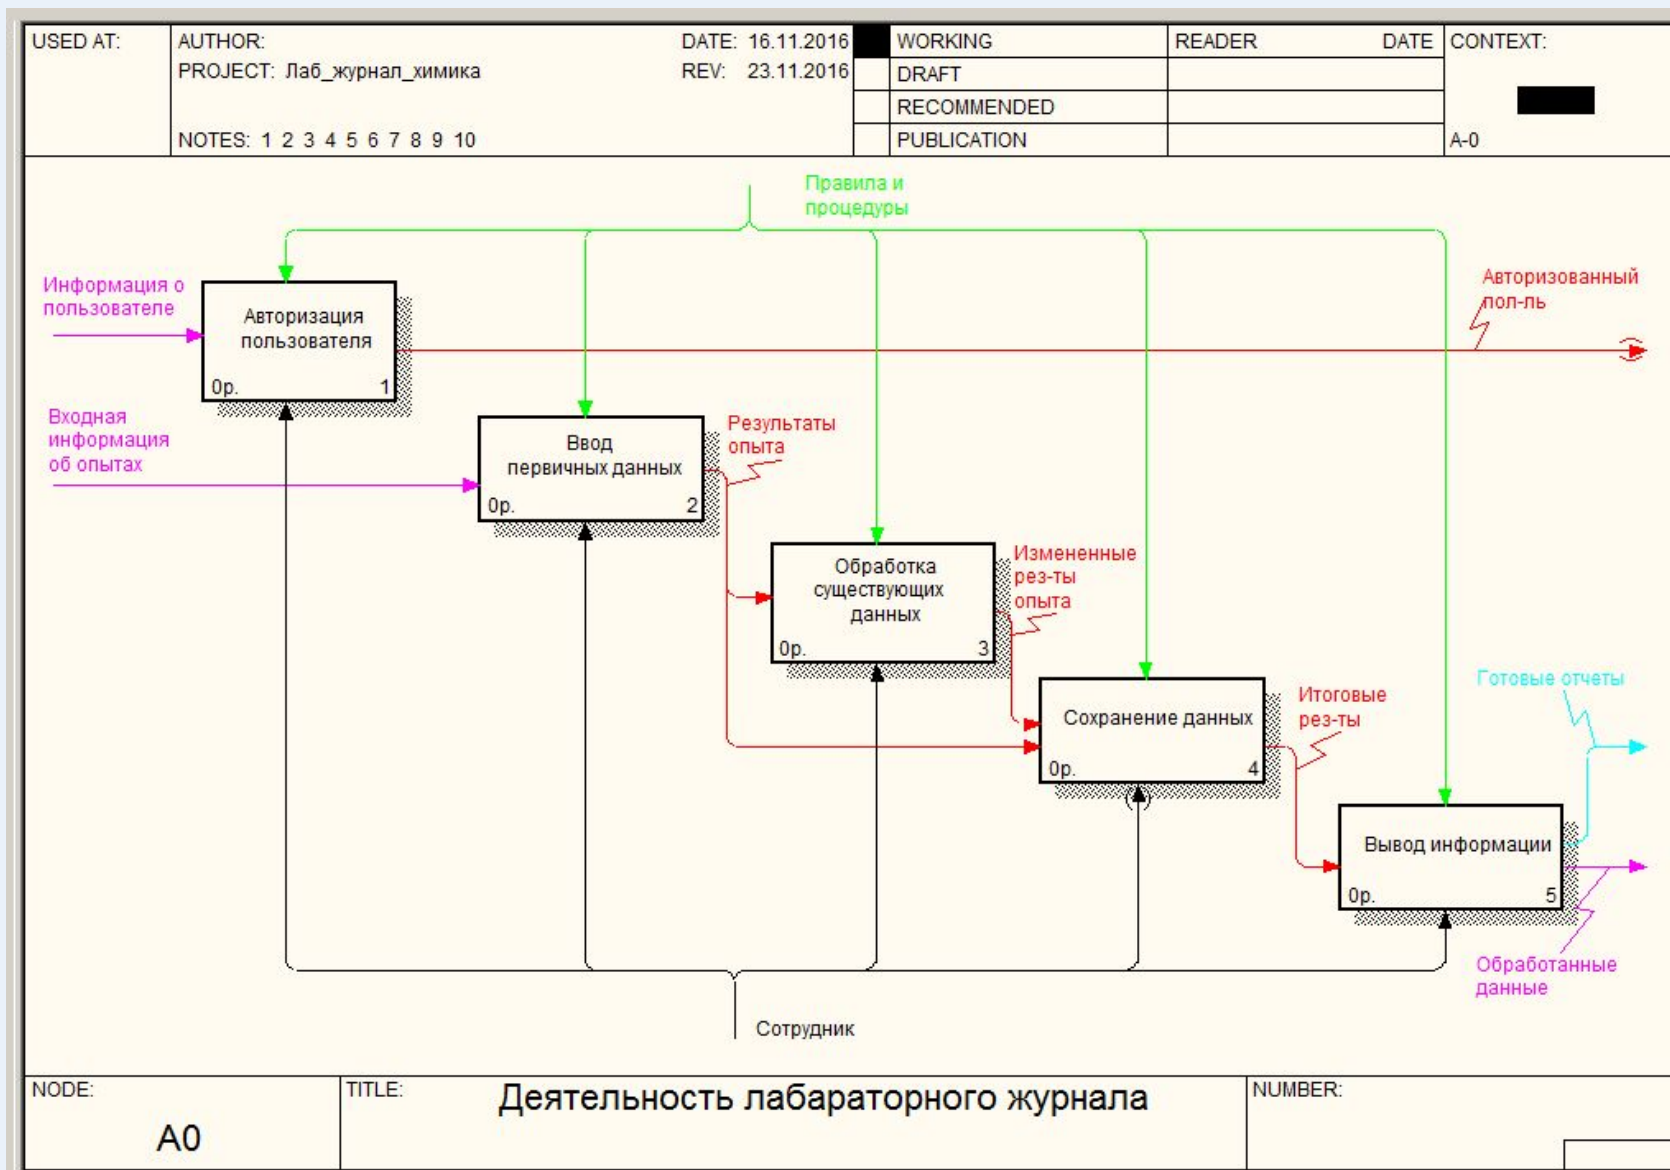 USED AT:
AUTHOR:
DATE: 16.11.2016
WORKING
READER
DATE
CONTEXT:
PROJECT: Лаб_журнал_химика
REV: 23.11.2016
DRAFT
RECOMMENDED
NOTES: 1 2 3 4 5 6 7 8 9 10
PUBLICATION
A-0
Правила и
процедуры
Информация о
пользователе
Авторизация
пользователя
0р. 1
Авторизованный
пол-ль
Входная
информация
об опытах
Ввод
первичных данных
0р. 2
Результаты
опыта
Обработка
существующих
данных
0р. 3
Измененные
рез-ты
опыта
Сохранение данных
0р. 4
Итоговые
рез-ты
Готовые отчеты
Вывод информации
0р. 5
Обработанные
данные
Сотрудник
NODE:
A0
TITLE:
Деятельность лабараторного журнала
NUMBER: